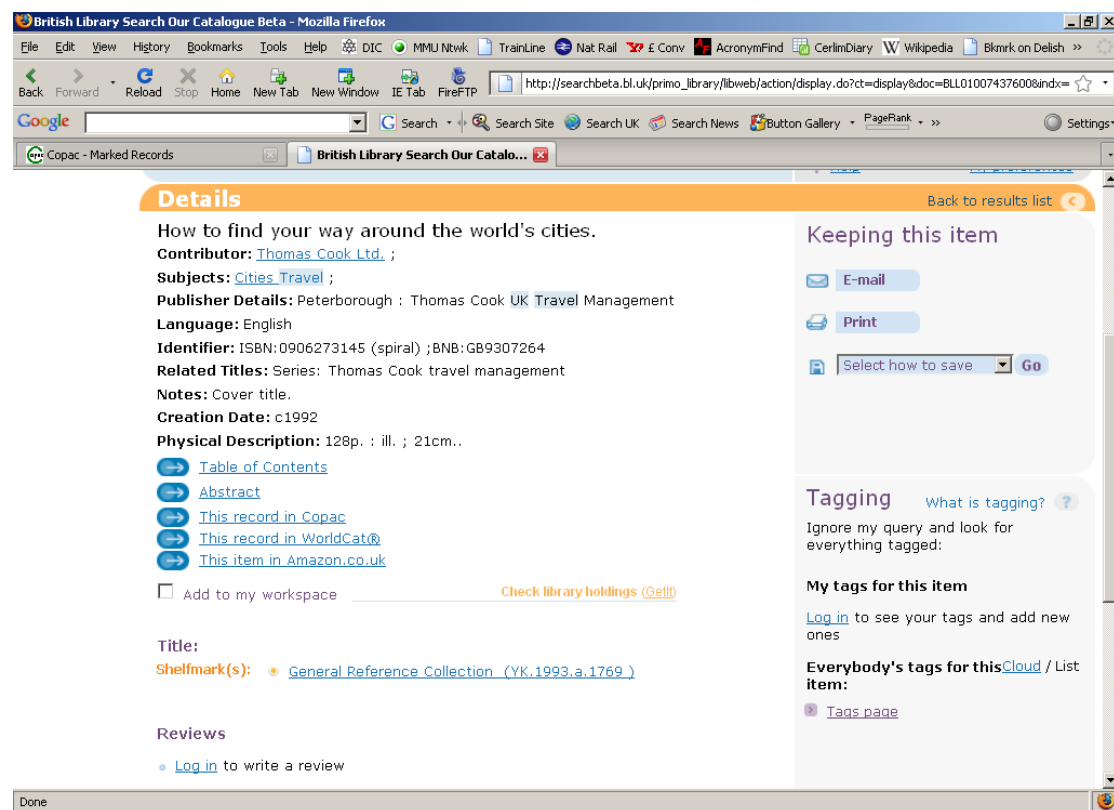 British Library Search Our Catalogue Beta - Mozilla Firefox
File Edit View History Bookmarks Tools Help DIC MMU Ntwk TrainLine Nat Rail £ Conv AcronymFind CerlimDiary Wikipedia Bkmrk on Delish »
Back Forward Reload Stop Home New Tab New Window IE Tab FireFTP http://searchbeta.bl.uk/primo_library/libweb/action/display.do?ct=display&doc=BLL01007437600&indx=
Google Search Search Site Search UK Search News Button Gallery PageRank » Settings
Copac - Marked Records British Library Search Our Catalo...
Help My preferences
Details Back to results list
How to find your way around the world's cities.
Contributor: Thomas Cook Ltd. ;
Subjects: Cities Travel ;
Publisher Details: Peterborough : Thomas Cook UK Travel Management
Language: English
Identifier: ISBN:0906273145 (spiral) ;BNB:GB9307264
Related Titles: Series: Thomas Cook travel management
Notes: Cover title.
Creation Date: c1992
Physical Description: 128p. : ill. ; 21cm..
Table of Contents
Abstract
This record in Copac
This record in WorldCat®
This item in Amazon.co.uk
Add to my workspace Check library holdings (GetIt)
Title:
Shelfmark(s): General Reference Collection (YK.1993.a.1769 )
Reviews
Log in to write a review
Keeping this item
E-mail
Print
Select how to save Go
Tagging What is tagging? ?
Ignore my query and look for
everything tagged:
My tags for this item
Log in to see your tags and add new
ones
Everybody's tags for this Cloud / List
item:
Tags page
Done